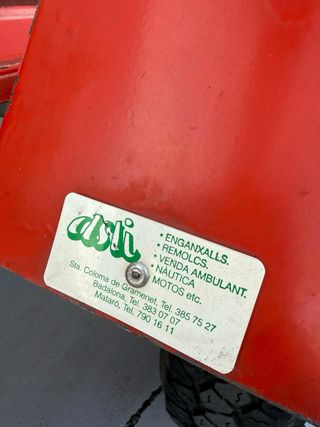 dsli
• ENGANXALLS.
• REMOLCS.
• VENDA AMBULANT.
• NÀUTICA
MOTOS etc.
Sta. Coloma de Gramenet, Tel. 385 75 27
Badalona, Tel. 383 07 07
Mataró, Tel. 790 16 11